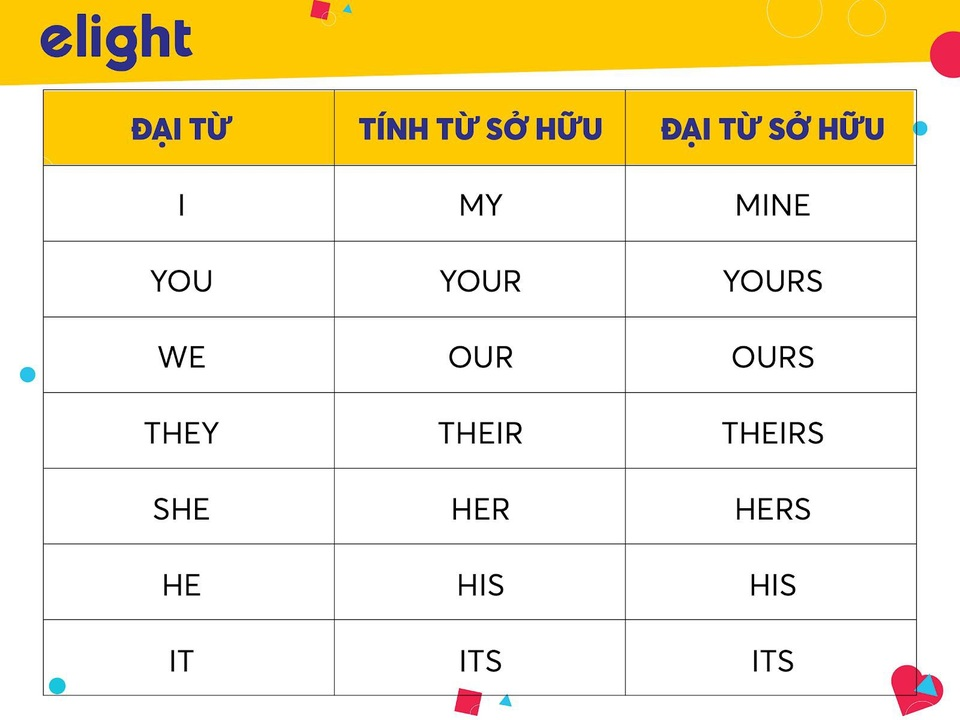 elight
ĐẠI TỪ TÍNH TỪ SỞ HỮU ĐẠI TỪ SỞ HỮU
I MY MINE
YOU YOUR YOURS
WE OUR OURS
THEY THEIR THEIRS
SHE HER HERS
HE HIS HIS
IT ITS ITS